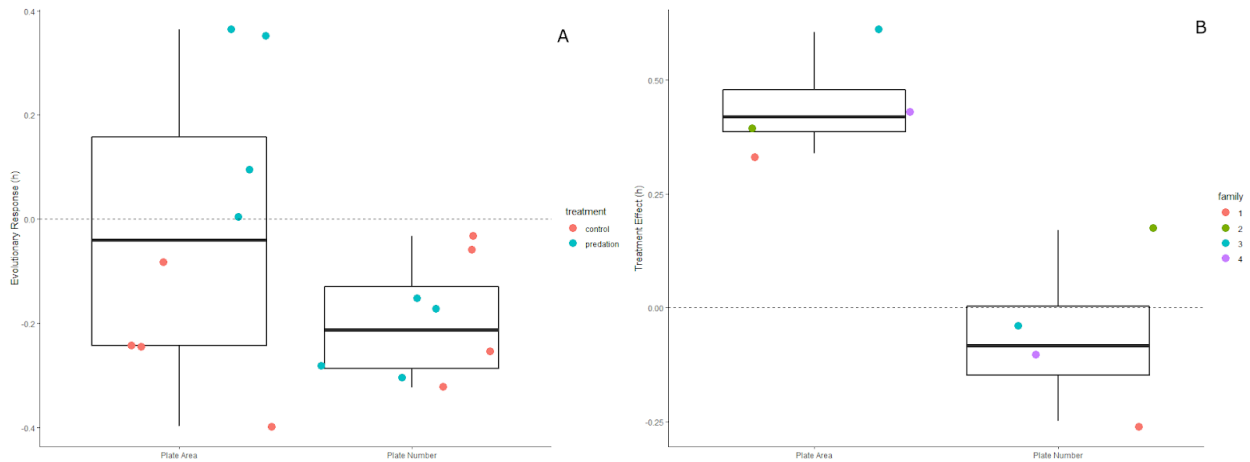 A
Evolutionary Response (h)
0.4
0.2
0.0
-0.2
-0.4
Plate Area
Plate Number
treatment
control
predation
B
Treatment Effect (h)
0.50
0.25
0.00
-0.25
Plate Area
Plate Number
family
1
2
3
4